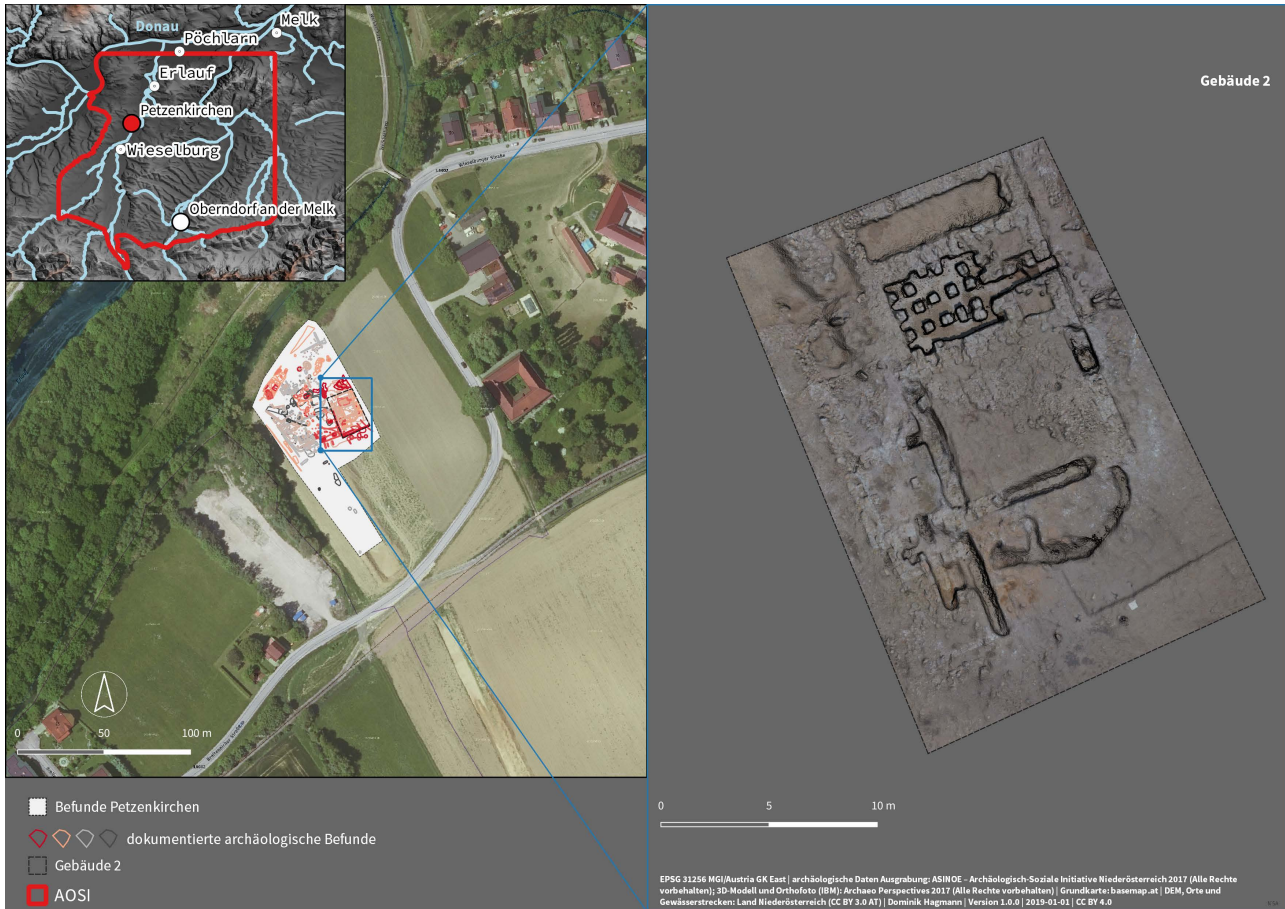 Donau
Melk
Pöchlarn
Erlauf
Petzenkirchen
Wieselburg
Oberndorf an der Melk
Gebäude 2
0
50
100 m
Befunde Petzenkirchen
dokumentierte archäologische Befunde
Gebäude 2
AOSI
0
5
10 m
EPSG 31256 MGI/Austria GK East | archäologische Daten Ausgrabung: ASINOE – Archäologisch-Soziale Initiative Niederösterreich 2017 (Alle Rechte
vorbehalten); 3D-Modell und Orthofoto (IBM): Archaeo Perspectives 2017 (Alle Rechte vorbehalten) | Grundkarte: basemap.at | DEM, Orte und
Gewässerstrecken: Land Niederösterreich (CC BY 3.0 AT) | Dominik Hagmann | Version 1.0.0 | 2019-01-01 | CC BY 4.0